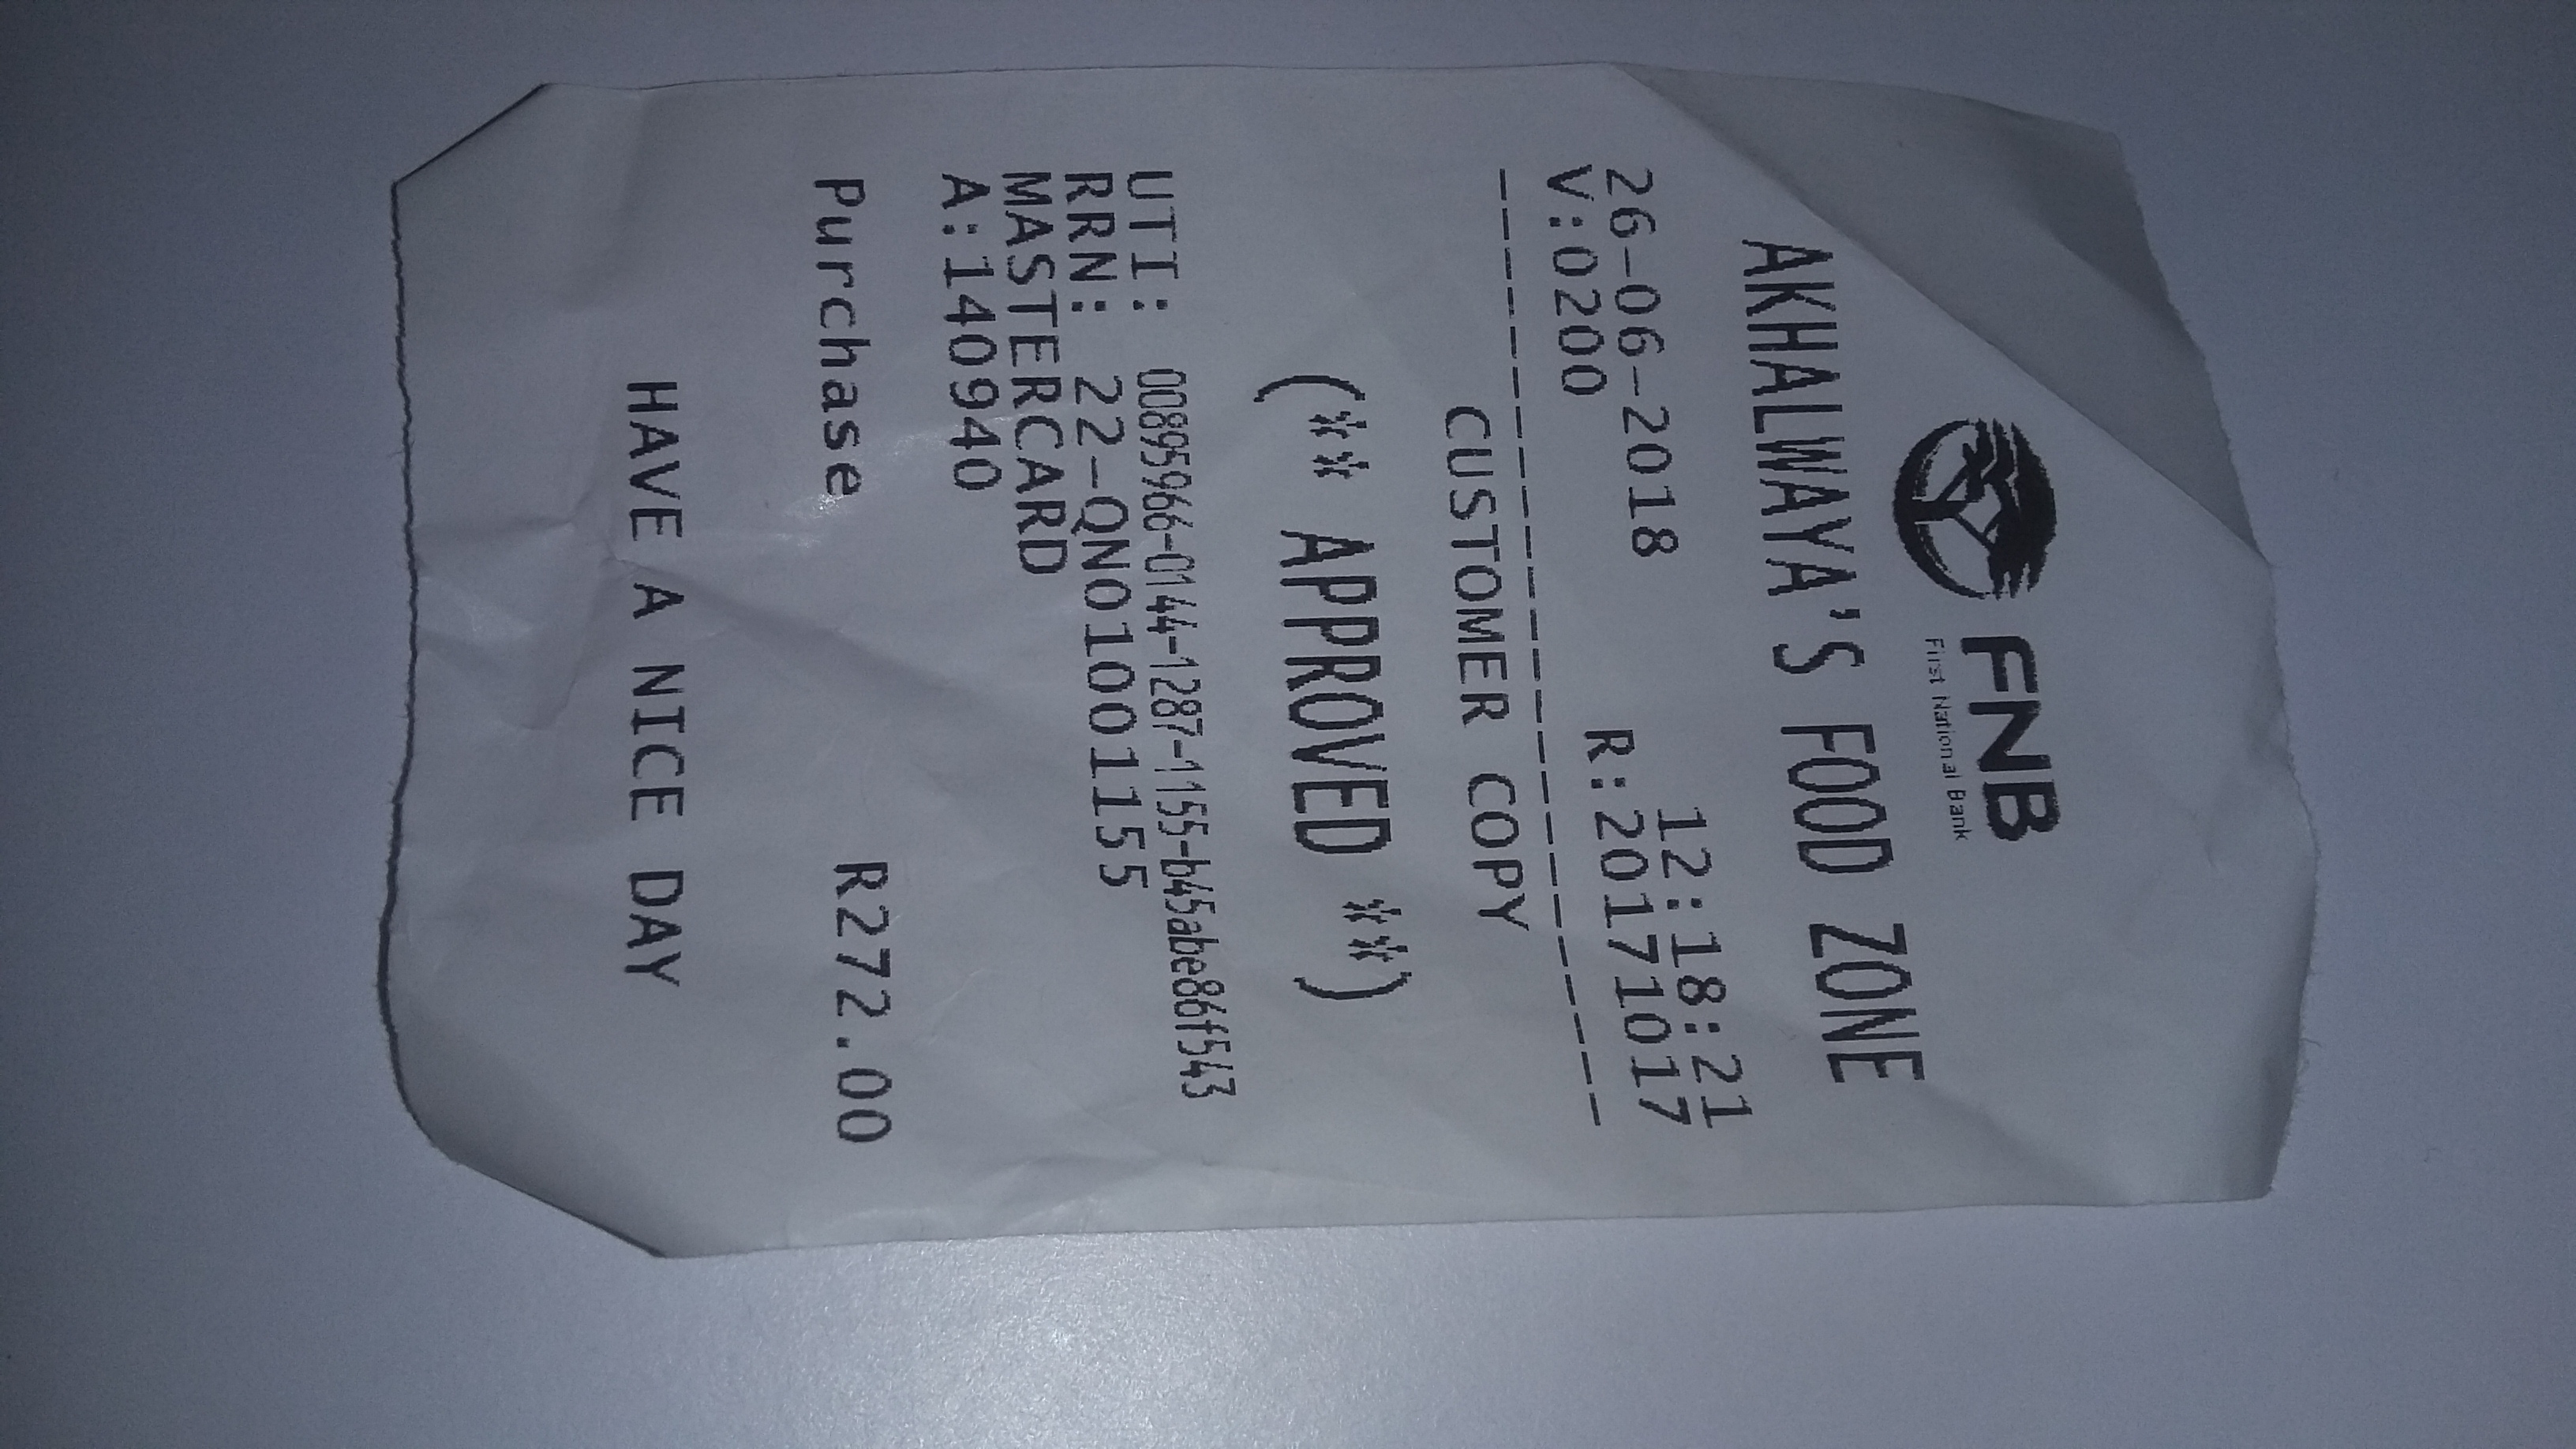 FNB
First National Bank
AKHALWAYA'S FOOD ZONE
26-06-2018 12:18:21
V:0200 R:20171017
CUSTOMER COPY
(** APPROVED **)
UTI: 00895966-0144-1287-1155-b45abe86f543
RRN: 22-QN01001155
MASTERCARD
A:140940
Purchase R272.00
HAVE A NICE DAY